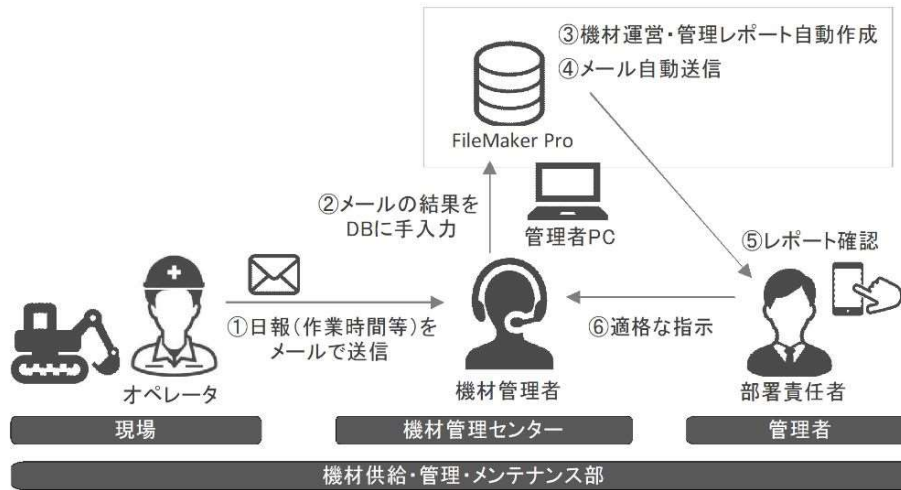 ③機材運営・管理レポート自動作成
④メール自動送信
FileMaker Pro
②メールの結果を
DBに手入力
管理者PC
⑤レポート確認
①日報(作業時間等)を
メールで送信
⑥適格な指示
オペレータ
機材管理者
部署責任者
現場
機材管理センター
管理者
機材供給・管理・メンテナンス部